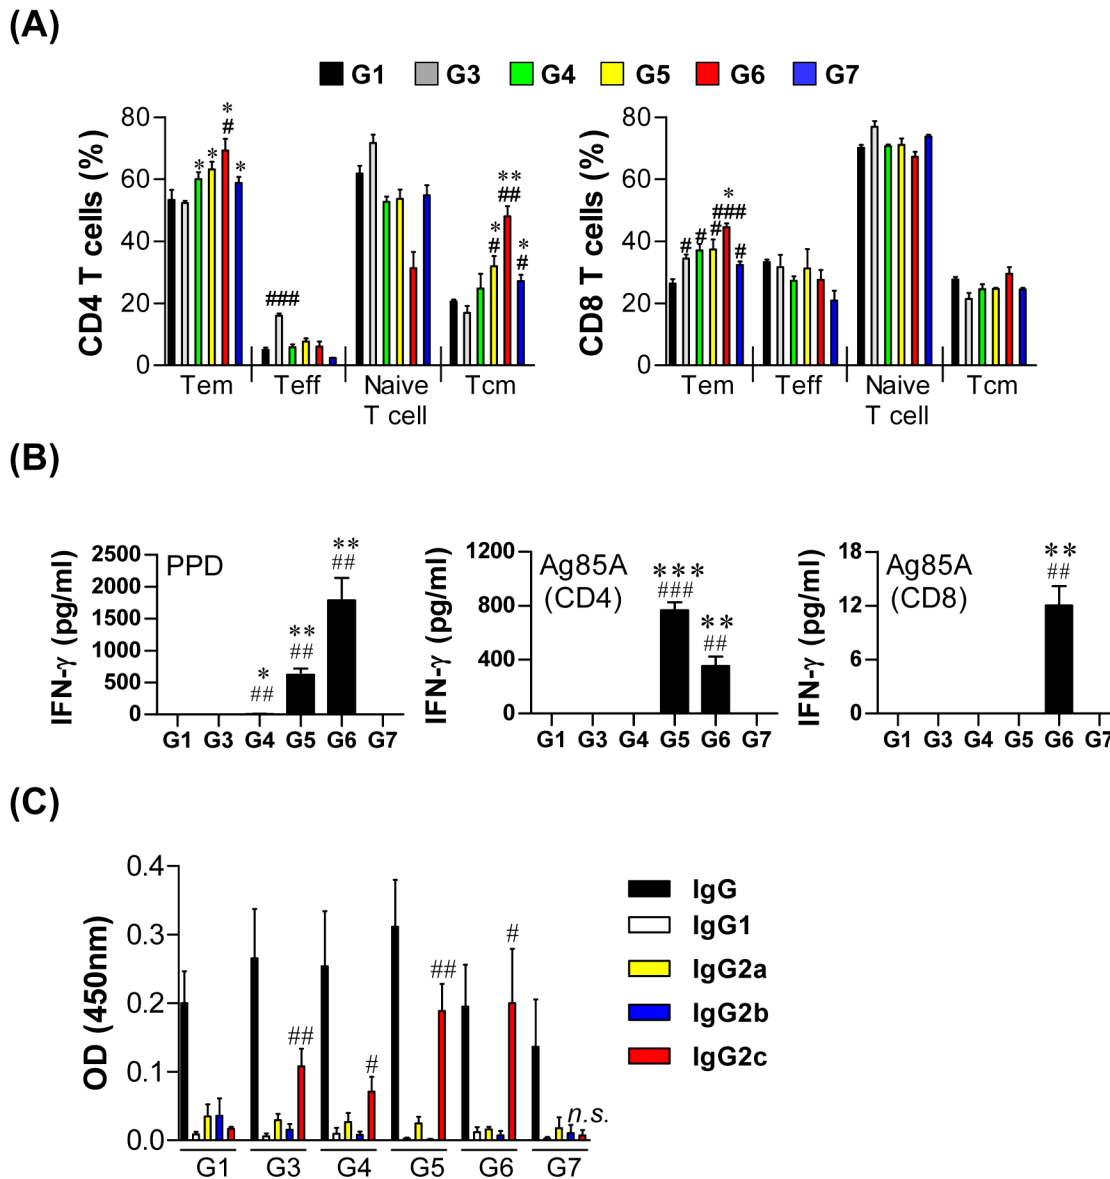 (A)
G1 G3 G4 G5 G6 G7
CD4 T cells (%)
80
60
40
20
0
* # * * *
###
** ## * # * #
Tem Teff Naive T cell Tcm
CD8 T cells (%)
80
60
40
20
0
# # # * ### #
Tem Teff Naive T cell Tcm
(B)
IFN-γ (pg/ml)
2500
2000
1500
1000
500
0
PPD
* ##
** ##
** ##
G1 G3 G4 G5 G6 G7
IFN-γ (pg/ml)
1200
800
400
0
Ag85A
(CD4)
*** ###
** ##
G1 G3 G4 G5 G6 G7
IFN-γ (pg/ml)
18
12
6
0
Ag85A
(CD8)
** ##
G1 G3 G4 G5 G6 G7
(C)
OD (450nm)
0.4
0.3
0.2
0.1
0.0
##
#
##
#
n.s.
G1 G3 G4 G5 G6 G7
IgG
IgG1
IgG2a
IgG2b
IgG2c